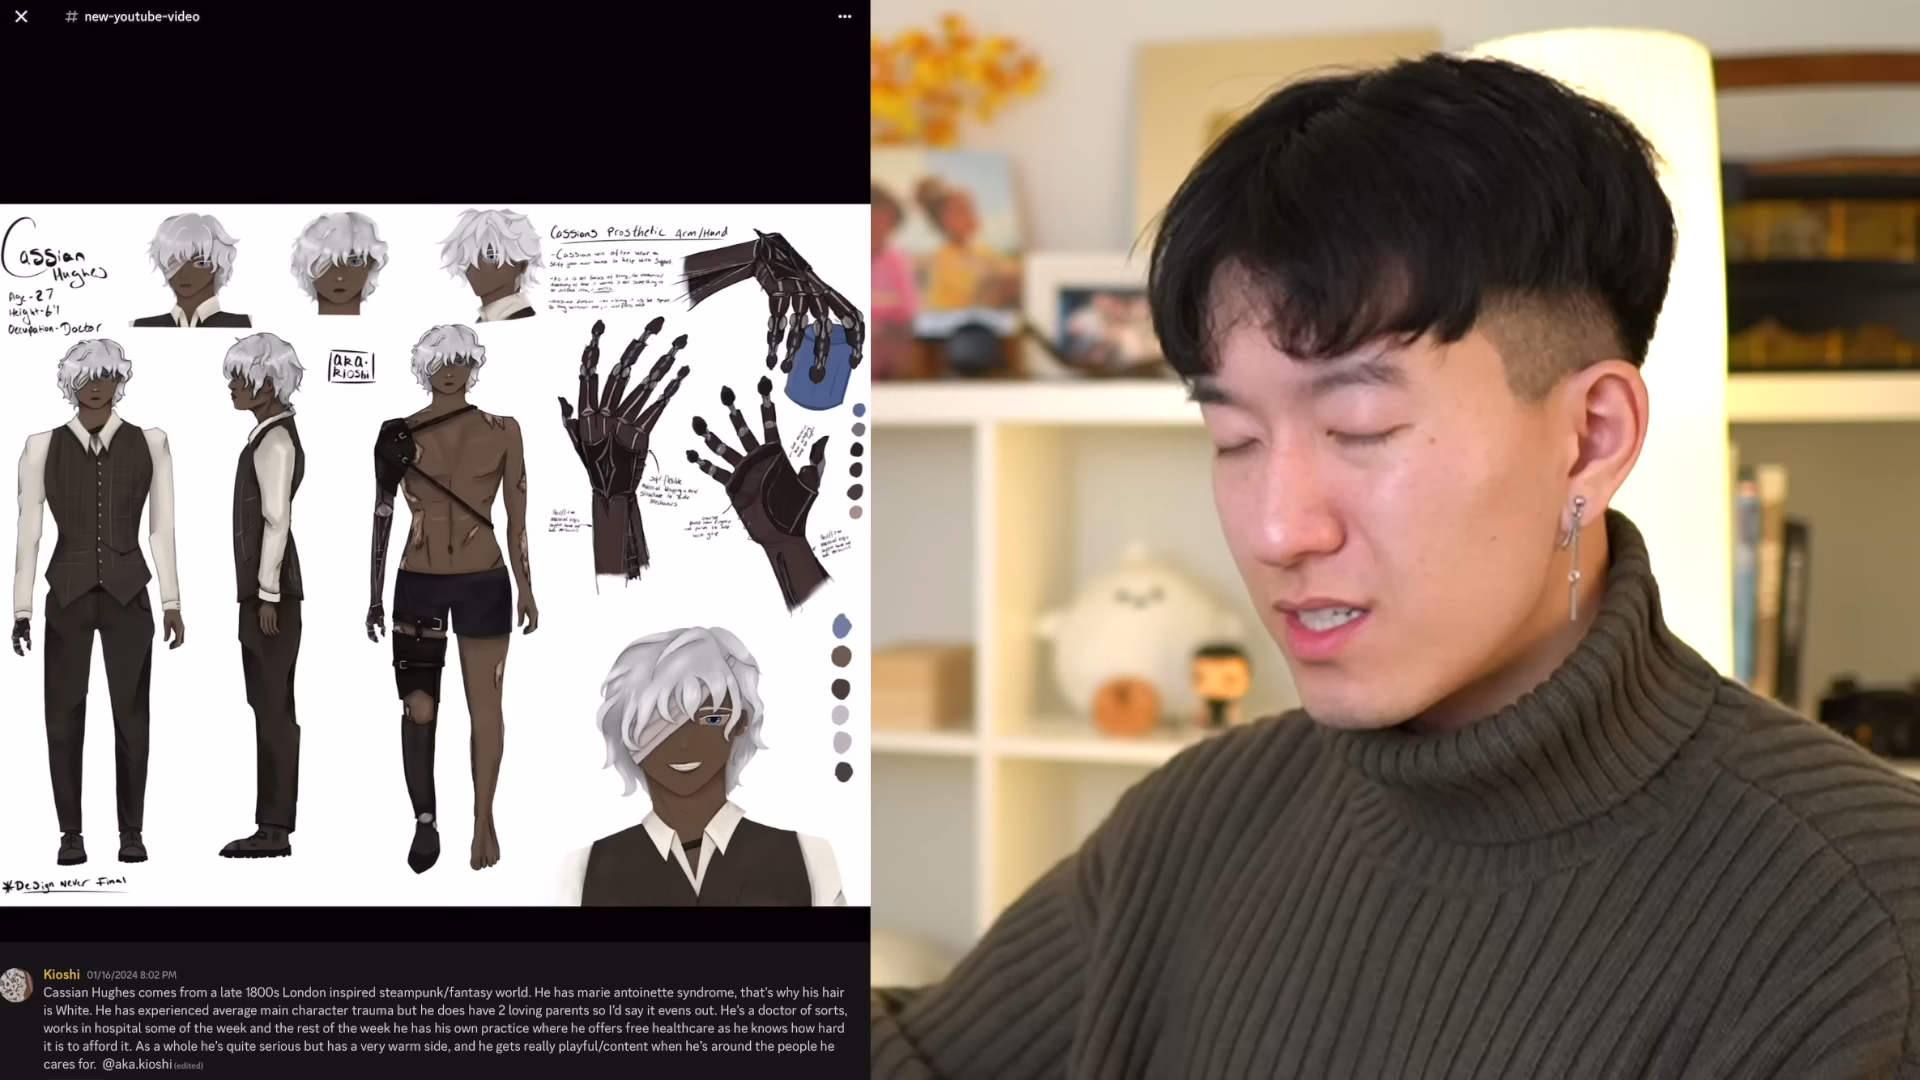 # new-youtube-video
Cassian
Hughes
Age-27
Height-6'1
Occupation-Doctor
aka.
kioshi
Cassians Prosthetic Arm/Hand
*Design Never Final
Kioshi 01/16/2024 8:02 PM
Cassian Hughes comes from a late 1800s London inspired steampunk/fantasy world. He has marie antoinette syndrome, that's why his hair
is White. He has experienced average main character trauma but he does have 2 loving parents so I'd say it evens out. He's a doctor of sorts,
works in hospital some of the week and the rest of the week he has his own practice where he offers free healthcare as he knows how hard
it is to afford it. As a whole he's quite serious but has a very warm side, and he gets really playful/content when he's around the people he
cares for. @aka.kioshi (edited)